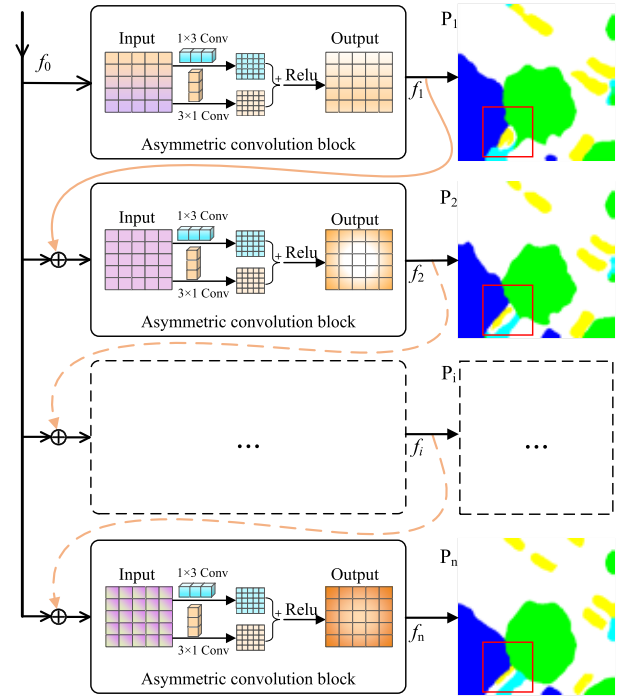 P1
Input
1×3 Conv
Output
f0
+
Relu
f1
3×1 Conv
Asymmetric convolution block
P2
Input
1×3 Conv
Output
+
Relu
f2
3×1 Conv
Asymmetric convolution block
Pi
...
fi
...
Pn
Input
1×3 Conv
Output
+
Relu
fn
3×1 Conv
Asymmetric convolution block